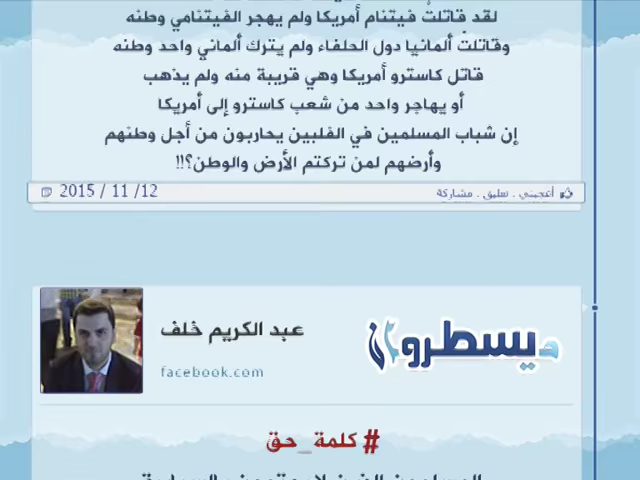 لقد قاتلتْ فيتنام أمريكا ولم يهجر الفيتنامي وطنه
وقاتلتْ ألمانيا دول الحلفاء ولم يترك ألماني واحد وطنه
قاتل كاسترو أمريكا وهي قريبة منه ولم يذهب
أو يهاجر واحد من شعب كاسترو إلى أمريكا
إن شباب المسلمين في الفلبين يحاربون من أجل وطنهم
وأرضهم لمن تركتم الأرض والوطن؟!!
أعجبني . تعليق . مشاركة
2015 / 11 /12
يسطرون
عبد الكريم خلف
facebook.com
#كلمة_حق